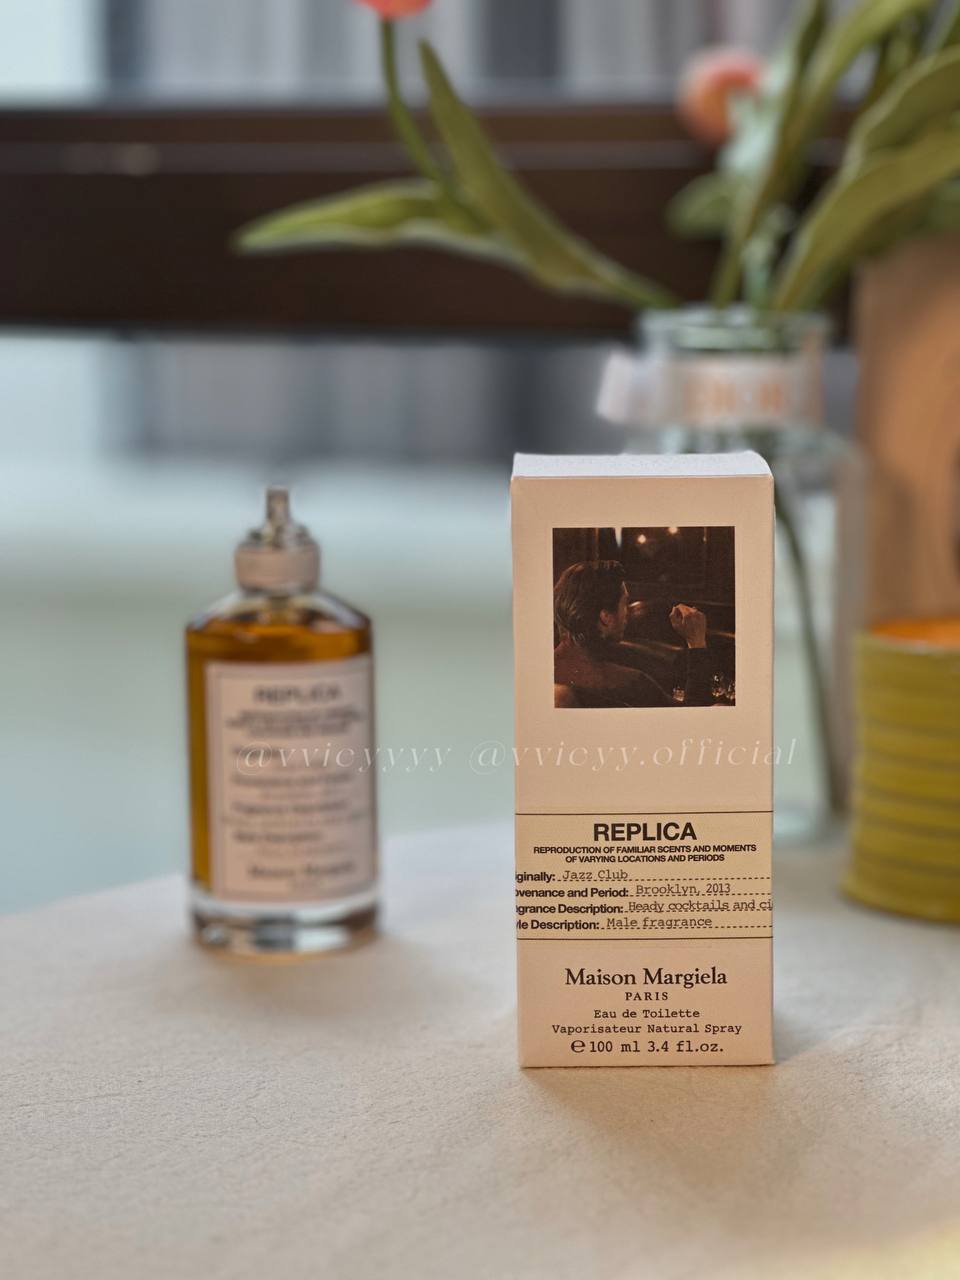 REPLICA
@vvicyyyy @vvicyy.official
REPLICA
REPRODUCTION OF FAMILIAR SCENTS AND MOMENTS
OF VARYING LOCATIONS AND PERIODS
ginally: Jazz Club
ovenance and Period: Brooklyn, 2013
agrance Description: Heady cocktails and ci
yle Description: Male fragrance
Maison Margiela
PARIS
Eau de Toilette
Vaporisateur Natural Spray
℮ 100 ml 3.4 fl.oz.